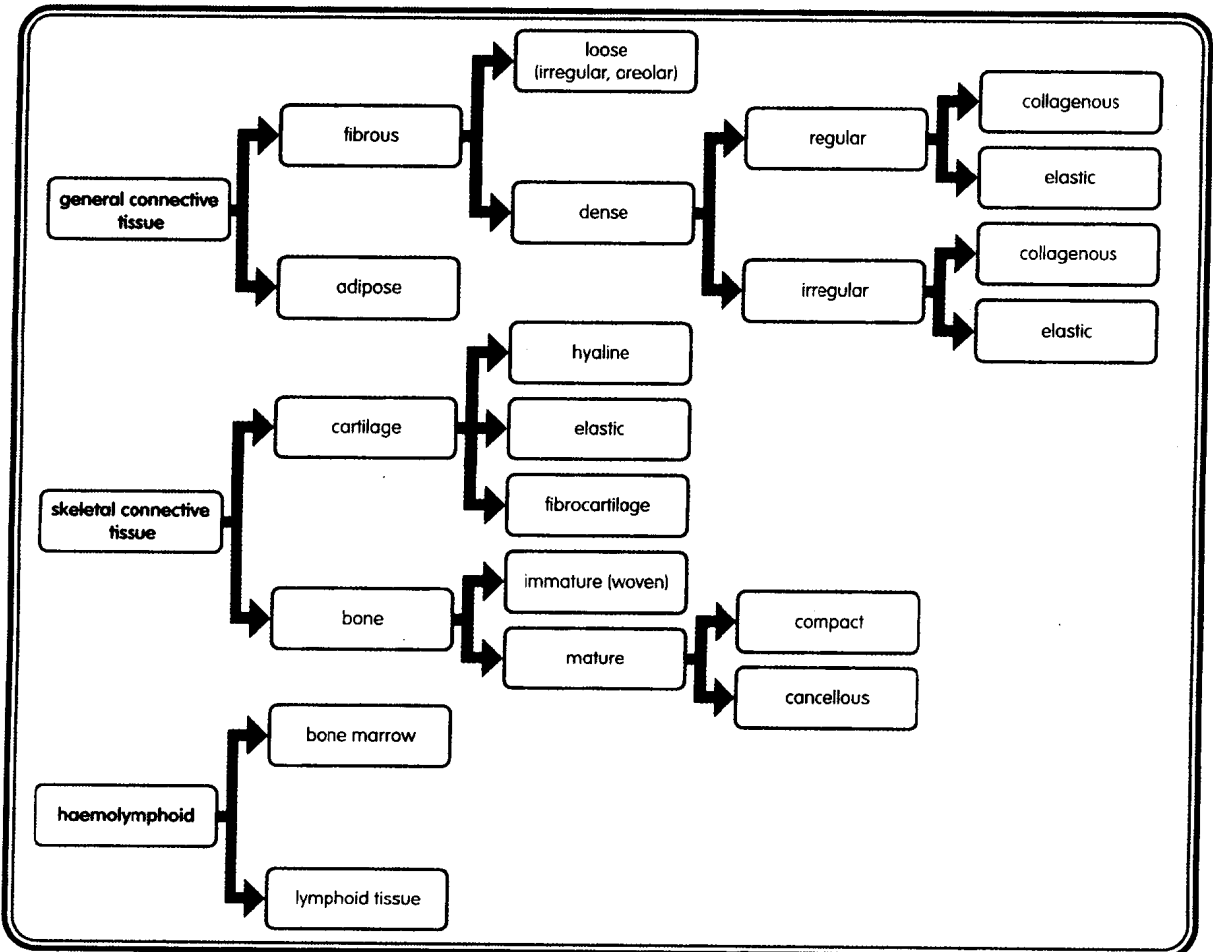 general connective
tissue
fibrous
adipose
loose
(irregular, areolar)
dense
regular
irregular
collagenous
elastic
collagenous
elastic
skeletal connective
tissue
cartilage
hyaline
elastic
fibrocartilage
bone
immature (woven)
mature
compact
cancellous
haemolymphoid
bone marrow
lymphoid tissue